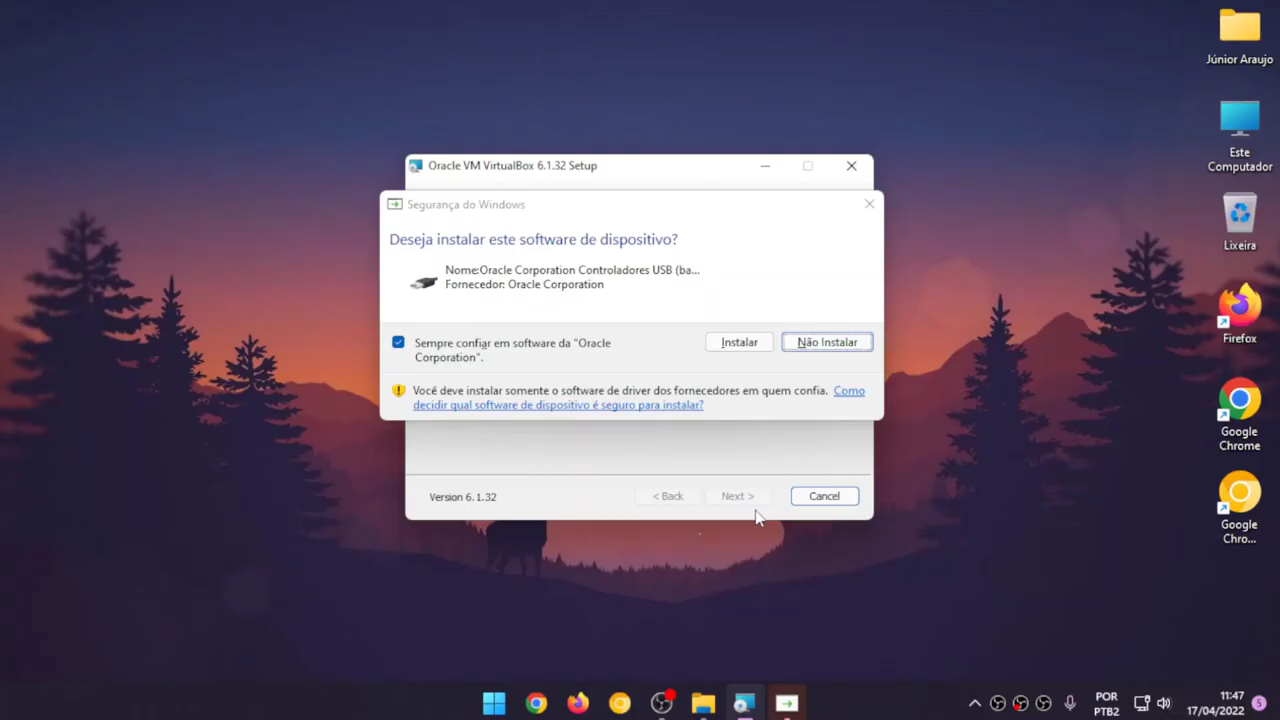 Júnior Araujo
Este
Computador
Lixeira
Firefox
Google
Chrome
Google
Chro...
Oracle VM VirtualBox 6.1.32 Setup
Segurança do Windows
Deseja instalar este software de dispositivo?
Nome:Oracle Corporation Controladores USB (ba...
Fornecedor: Oracle Corporation
Sempre confiar em software da "Oracle
Corporation".
Instalar
Não Instalar
Você deve instalar somente o software de driver dos fornecedores em quem confia. Como
decidir qual software de dispositivo é seguro para instalar?
Version 6.1.32
< Back
Next >
Cancel
POR
PTB2
11:47
17/04/2022
5